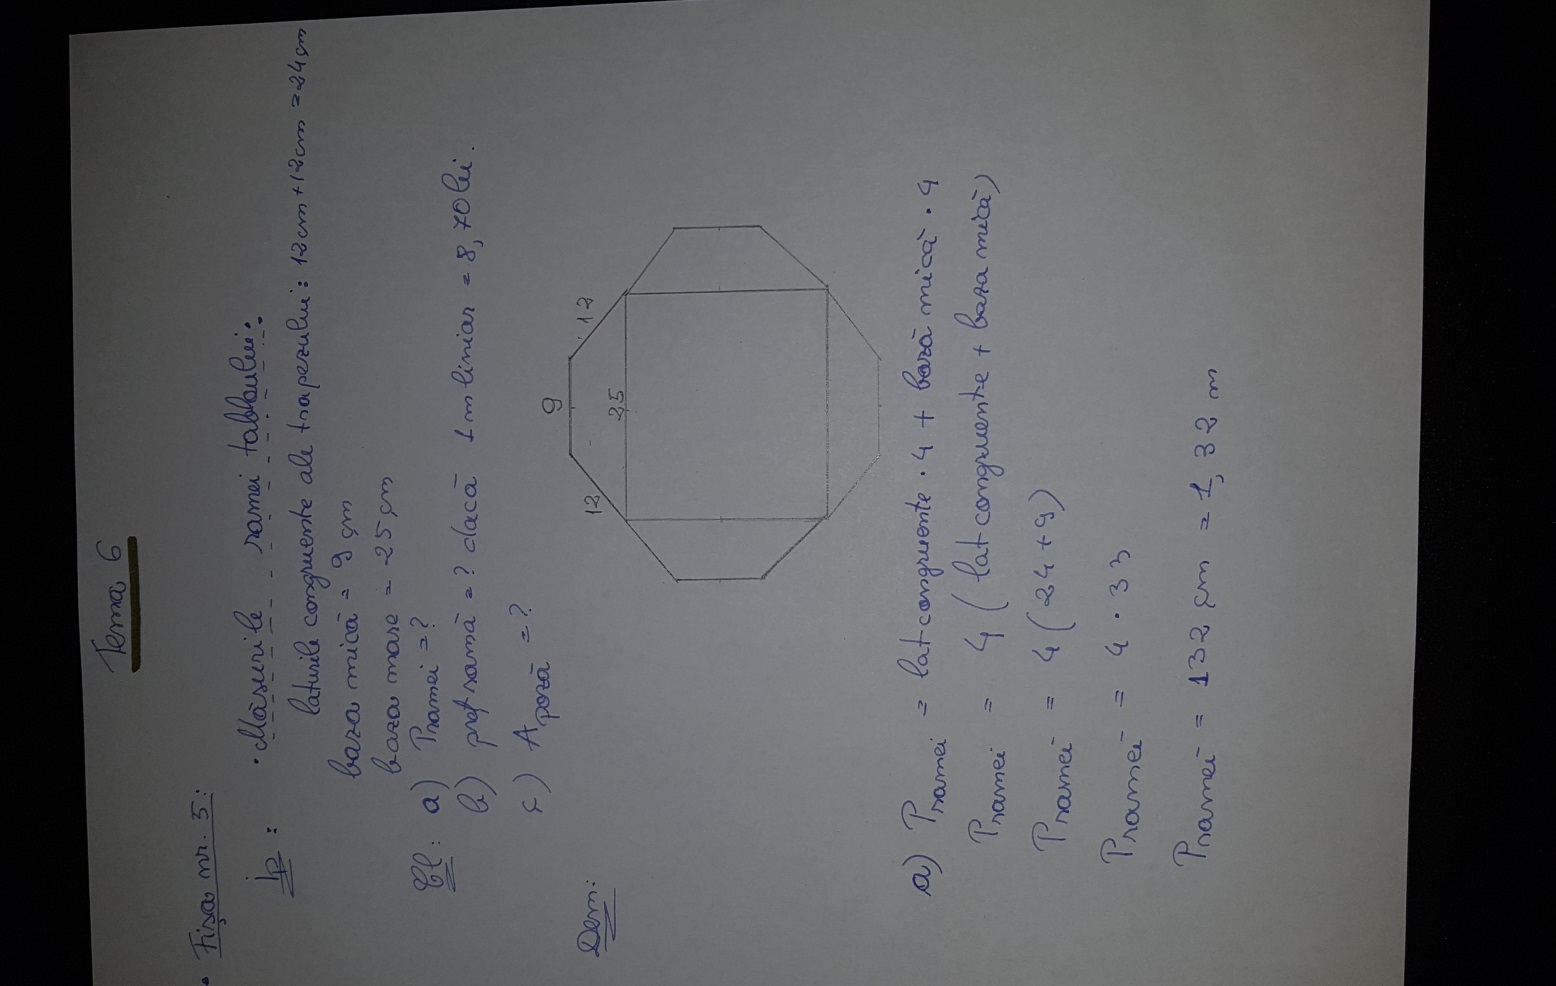 Tema 6
• Fișa nr. 5:
Ip: • Măsurile ramei tabloului:
laturile congruente ale trapezului: 12cm + 12cm = 24cm
baza mică = 9 cm
baza mare = 25 cm
Cl: a) Pramei = ?
b) preț ramă = ? dacă 1 m liniar = 8,70 lei.
c) A poză = ?
Dem:
9
12
12
25
a) Pramei = lat congruente · 4 + bază mică · 4
Pramei = 4 ( lat congruente + baza mică)
Pramei = 4 ( 24 + 9)
Pramei = 4 · 33
Pramei = 132 cm = 1,32 m